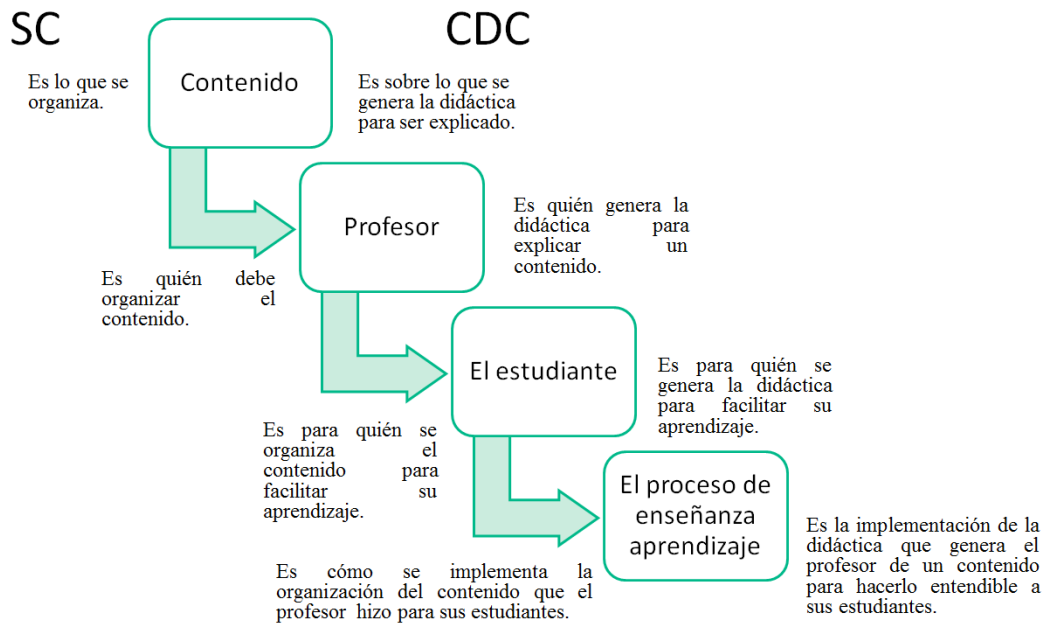 SC
CDC
Contenido
Es lo que se
organiza.
Es sobre lo que se
genera la didáctica
para ser explicado.
Profesor
Es quién debe
organizar el
contenido.
Es quién genera la
didáctica para
explicar un
contenido.
El estudiante
Es para quién se
organiza el
contenido para
facilitar su
aprendizaje.
Es para quién se
genera la didáctica
para facilitar su
aprendizaje.
El proceso de
enseñanza
aprendizaje
Es cómo se implementa la
organización del contenido que el
profesor hizo para sus estudiantes.
Es la implementación de la
didáctica que genera el
profesor de un contenido
para hacerlo entendible a
sus estudiantes.